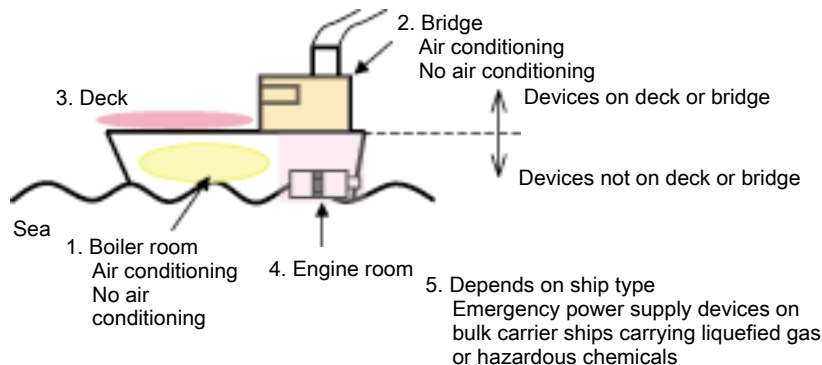 2. Bridge
Air conditioning
No air conditioning
3. Deck
Devices on deck or bridge
Devices not on deck or bridge
Sea
1. Boiler room
Air conditioning
No air
conditioning
4. Engine room
5. Depends on ship type
Emergency power supply devices on
bulk carrier ships carrying liquefied gas
or hazardous chemicals